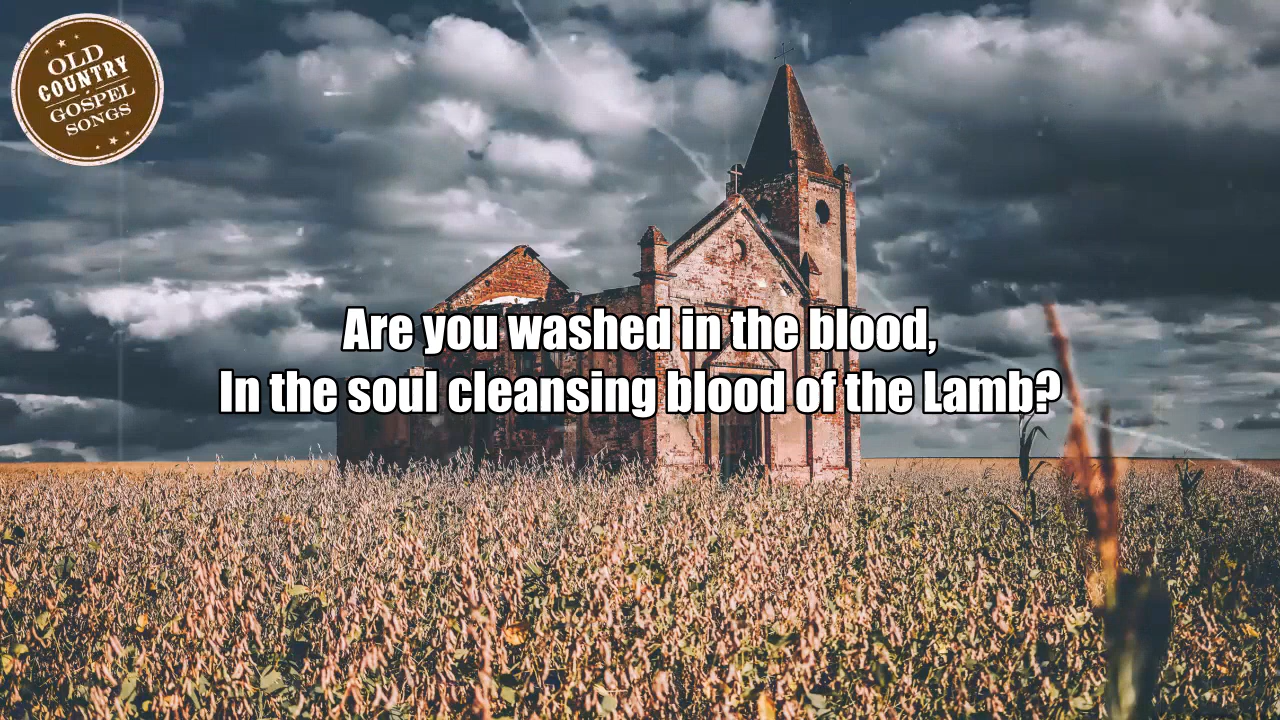 OLD
COUNTRY
GOSPEL
SONGS
Are you washed in the blood,
In the soul cleansing blood of the Lamb?